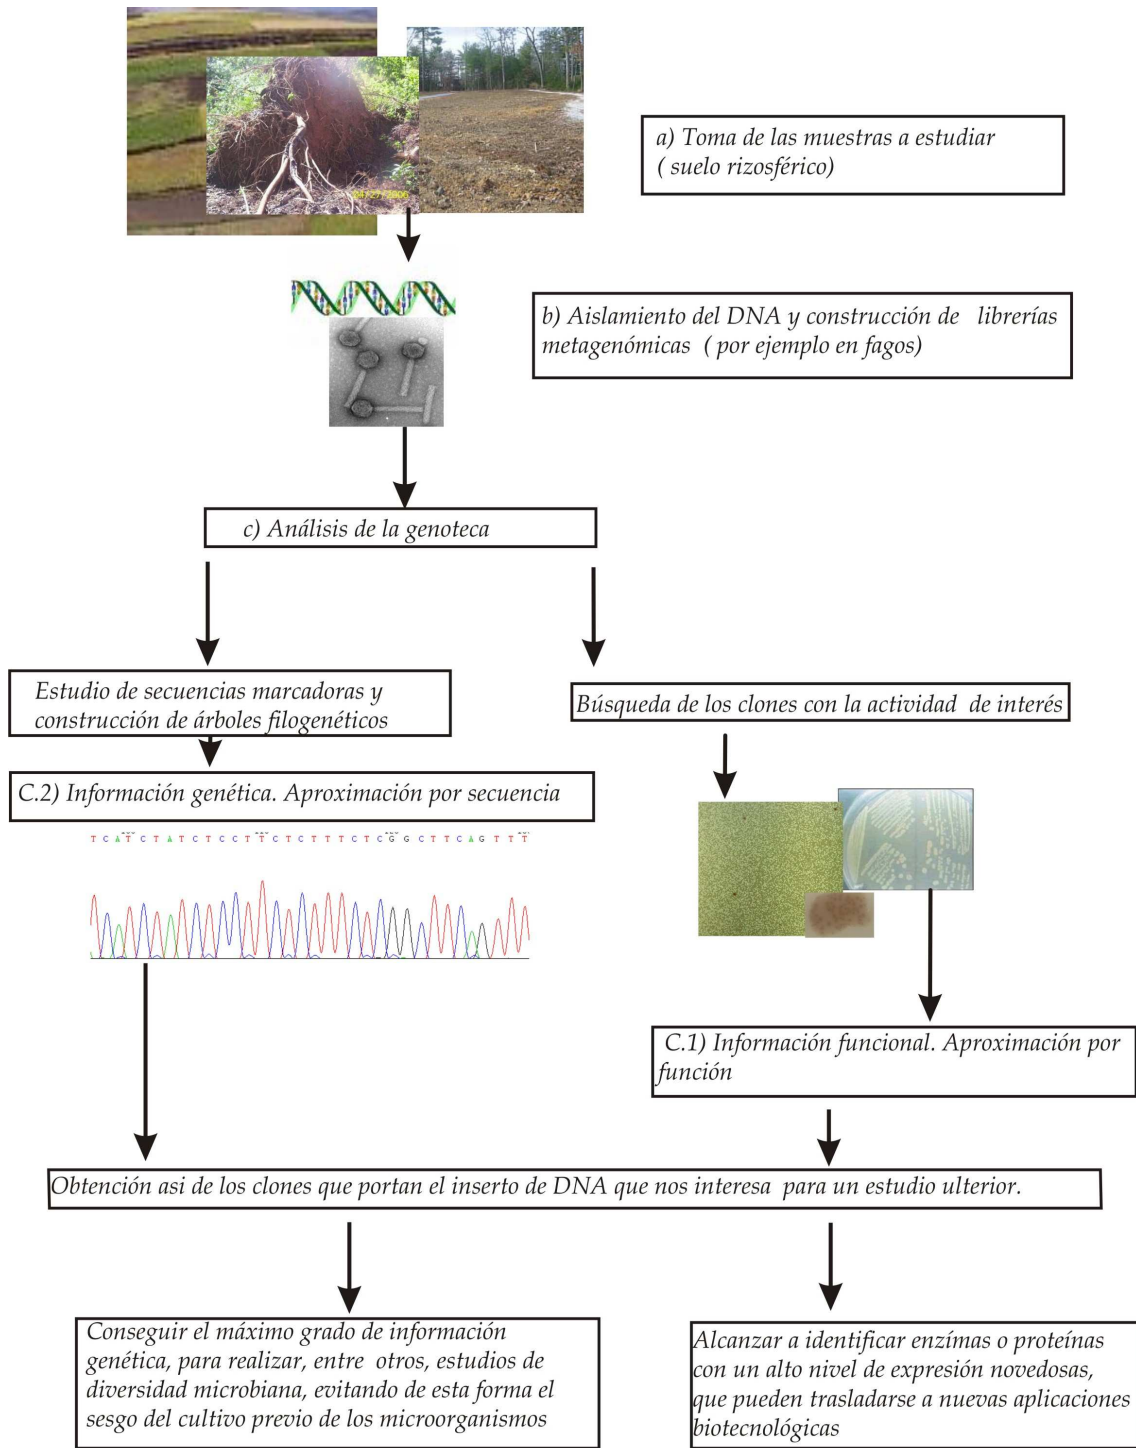 04/27/2006
a) Toma de las muestras a estudiar
( suelo rizosférico)
b) Aislamiento del DNA y construcción de librerías
metagenómicas ( por ejemplo en fagos)
c) Análisis de la genoteca
Estudio de secuencias marcadoras y
construcción de árboles filogenéticos
Búsqueda de los clones con la actividad de interés
C.2) Información genética. Aproximación por secuencia
T C A T C T A T C T C C T T C T C T T T C T C G G C T T C A G T T T
C.1) Información funcional. Aproximación por
función
Obtención asi de los clones que portan el inserto de DNA que nos interesa para un estudio ulterior.
Conseguir el máximo grado de información
genética, para realizar, entre otros, estudios de
diversidad microbiana, evitando de esta forma el
sesgo del cultivo previo de los microorganismos
Alcanzar a identificar enzímas o proteínas
con un alto nivel de expresión novedosas,
que pueden trasladarse a nuevas aplicaciones
biotecnológicas